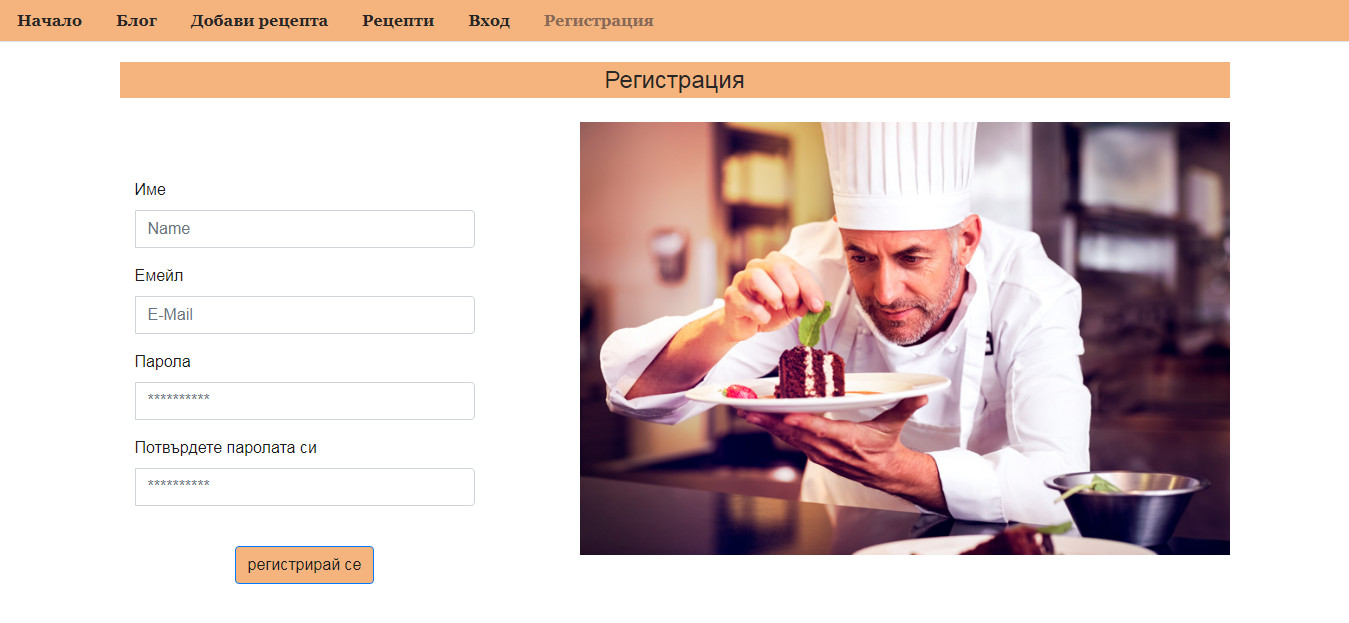 Начало Блог Добави рецепта Рецепти Вход Регистрация
Регистрация
Име
Name
Емейл
E-Mail
Парола
**********
Потвърдете паролата си
**********
регистрирай се